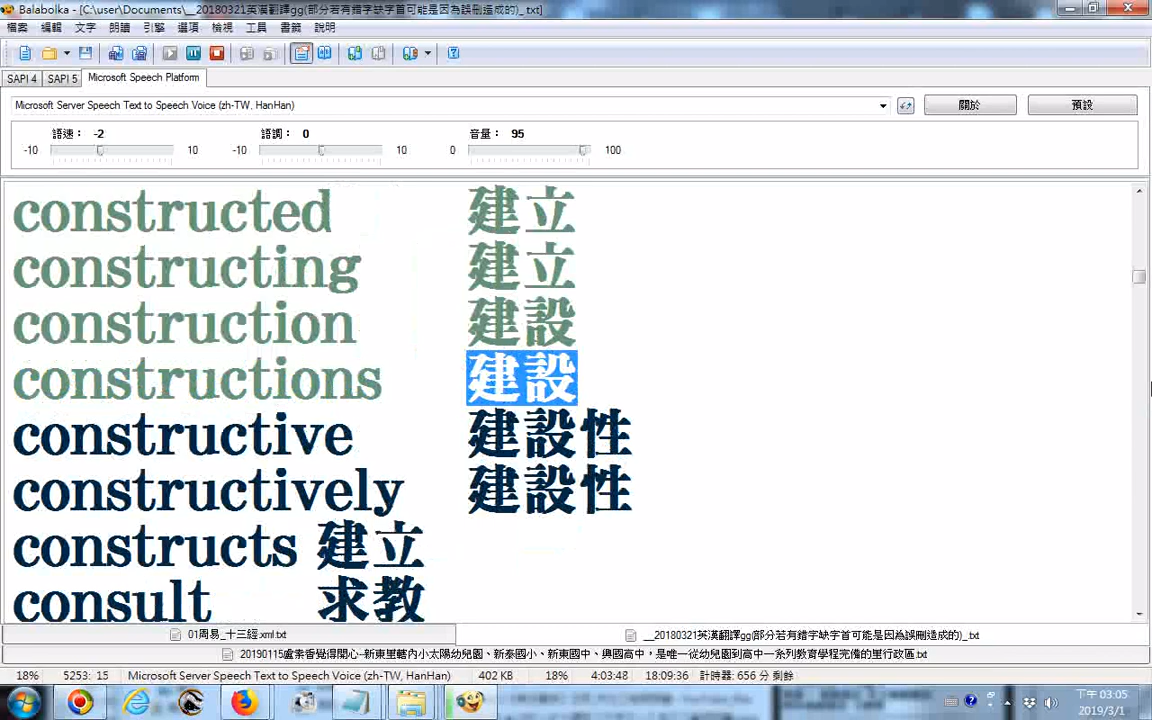 Balabolka - [C:\user\Documents\__20180321英漢翻譯gg(部分若有錯字缺字首可能是因為誤刪造成的)_.txt]
檔案 編輯 文字 朗讀 引擎 選項 檢視 工具 書籤 說明
SAPI 4 SAPI 5 Microsoft Speech Platform
Microsoft Server Speech Text to Speech Voice (zh-TW, HanHan) 關於 預設
語速： -2 語調： 0 音量： 95
-10 10 -10 10 0 100
constructed 建立
constructing 建立
construction 建設
constructions 建設
constructive 建設性
constructively 建設性
constructs 建立
consult 求教
01周易_十三經.xml.txt __20180321英漢翻譯gg(部分若有錯字缺字首可能是因為誤刪造成的)_.txt
20190115盧素香覺得開心-新東里轄內小太陽幼兒園、新泰國小、新東國中、興國高中，是唯一從幼兒園到高中一系列教育學程完備的里行政區.txt
18% 5253: 15 Microsoft Server Speech Text to Speech Voice (zh-TW, HanHan) 402 KB 18% 4:03:48 18:09:36 計時器: 656 分 剩餘
下午 03:05
2019/3/1